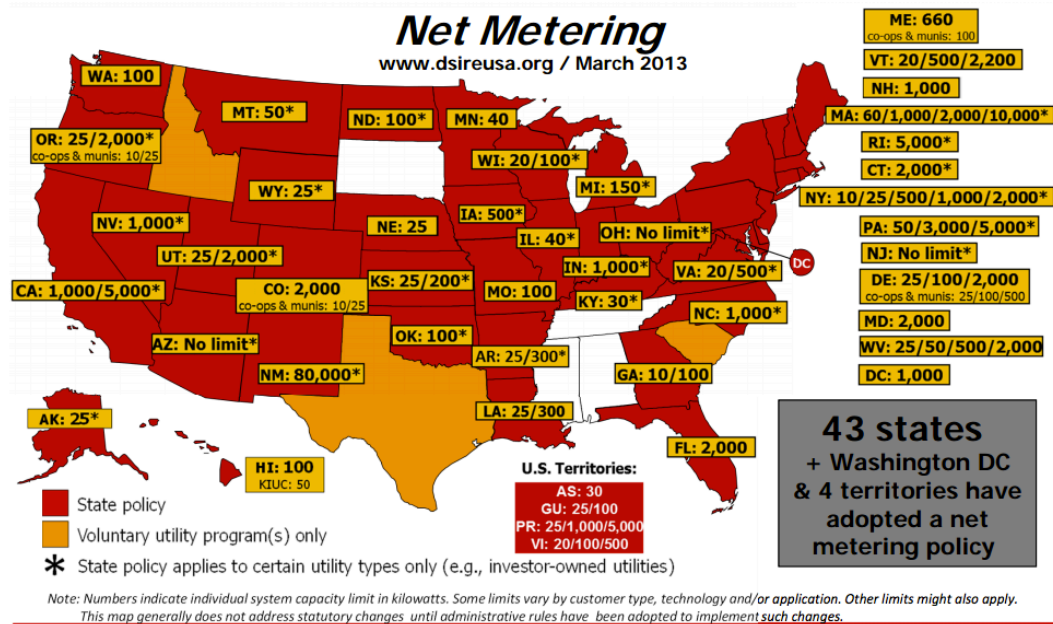 Net Metering
www.dsireusa.org / March 2013
WA: 100
OR: 25/2,000*
co-ops & munis: 10/25
MT: 50*
ND: 100*
MN: 40
WI: 20/100*
MI: 150*
WY: 25*
NV: 1,000*
UT: 25/2,000*
CA: 1,000/5,000*
NE: 25
IA: 500*
IL: 40*
OH: No limit*
IN: 1,000*
VA: 20/500*
DC
CO: 2,000
co-ops & munis: 10/25
KS: 25/200*
MO: 100
KY: 30*
NC: 1,000*
AZ: No limit*
NM: 80,000*
OK: 100*
AR: 25/300*
GA: 10/100
LA: 25/300
FL: 2,000
AK: 25*
HI: 100
KIUC: 50
ME: 660
co-ops & munis: 100
VT: 20/500/2,200
NH: 1,000
MA: 60/1,000/2,000/10,000*
RI: 5,000*
CT: 2,000*
NY: 10/25/500/1,000/2,000*
PA: 50/3,000/5,000*
NJ: No limit*
DE: 25/100/2,000
co-ops & munis: 25/100/500
MD: 2,000
WV: 25/50/500/2,000
DC: 1,000
U.S. Territories:
AS: 30
GU: 25/100
PR: 25/1,000/5,000
VI: 20/100/500
43 states
+ Washington DC
& 4 territories have
adopted a net
metering policy
State policy
Voluntary utility program(s) only
* State policy applies to certain utility types only (e.g., investor-owned utilities)
Note: Numbers indicate individual system capacity limit in kilowatts. Some limits vary by customer type, technology and/or application. Other limits might also apply.
This map generally does not address statutory changes until administrative rules have been adopted to implement such changes.